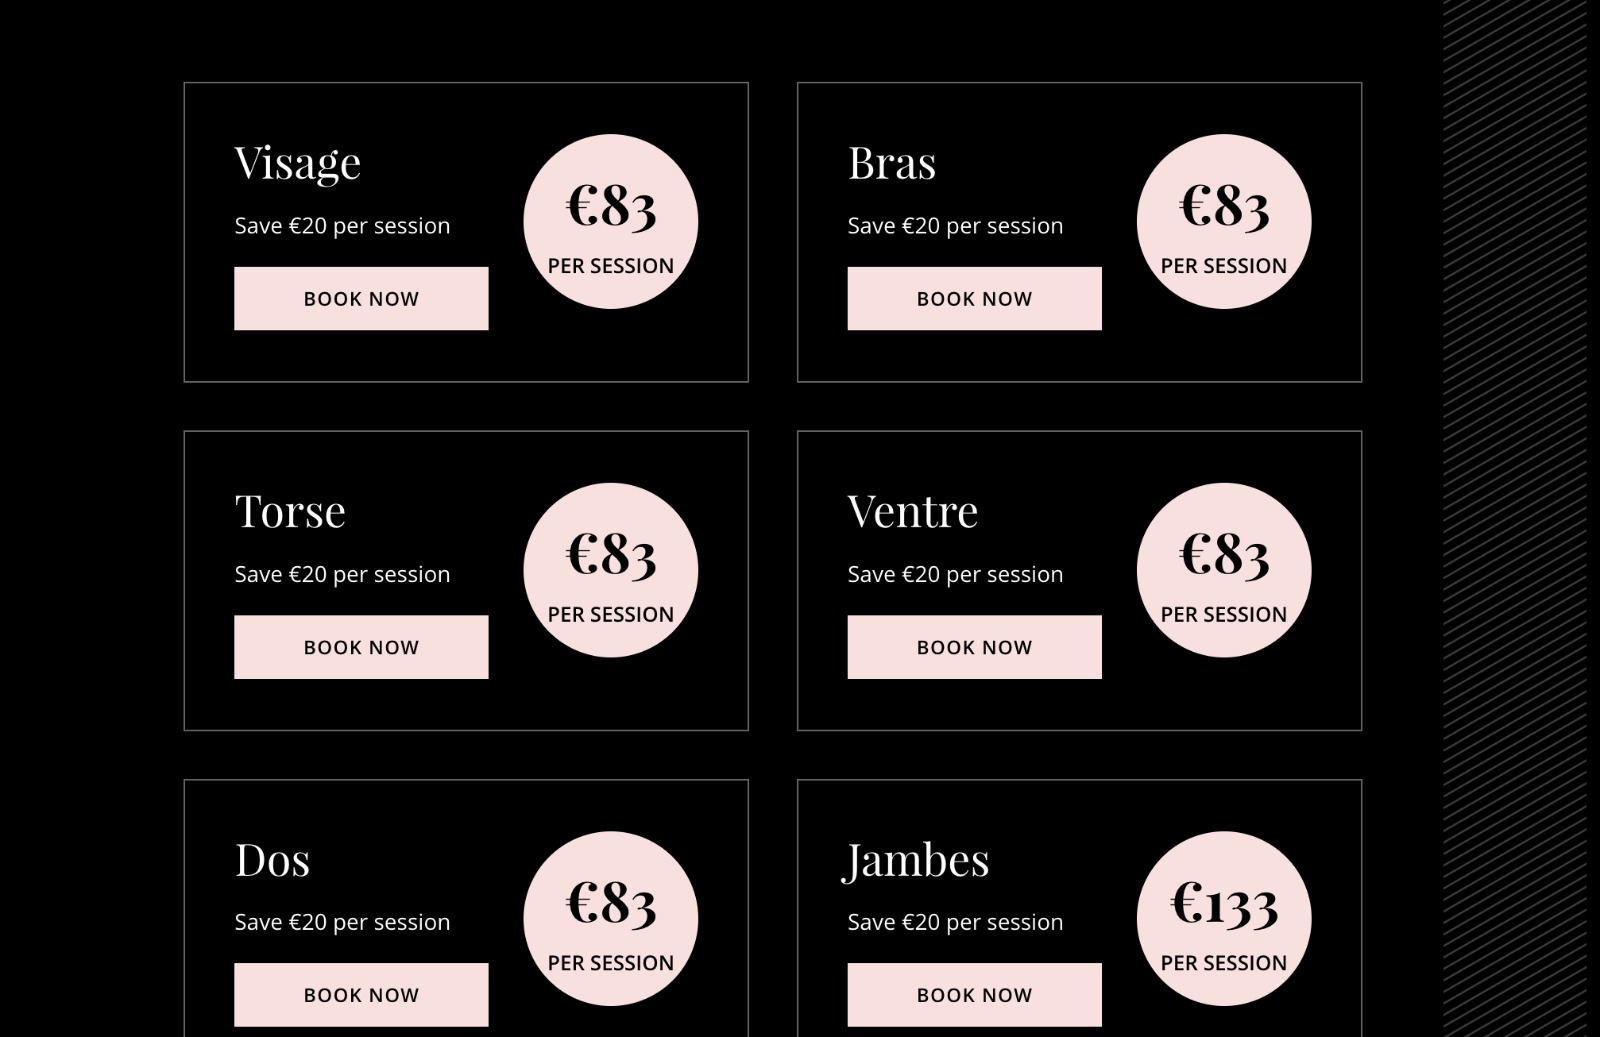 Visage
Save €20 per session
BOOK NOW
€83
PER SESSION
Bras
Save €20 per session
BOOK NOW
€83
PER SESSION
Torse
Save €20 per session
BOOK NOW
€83
PER SESSION
Ventre
Save €20 per session
BOOK NOW
€83
PER SESSION
Dos
Save €20 per session
BOOK NOW
€83
PER SESSION
Jambes
Save €20 per session
BOOK NOW
€133
PER SESSION